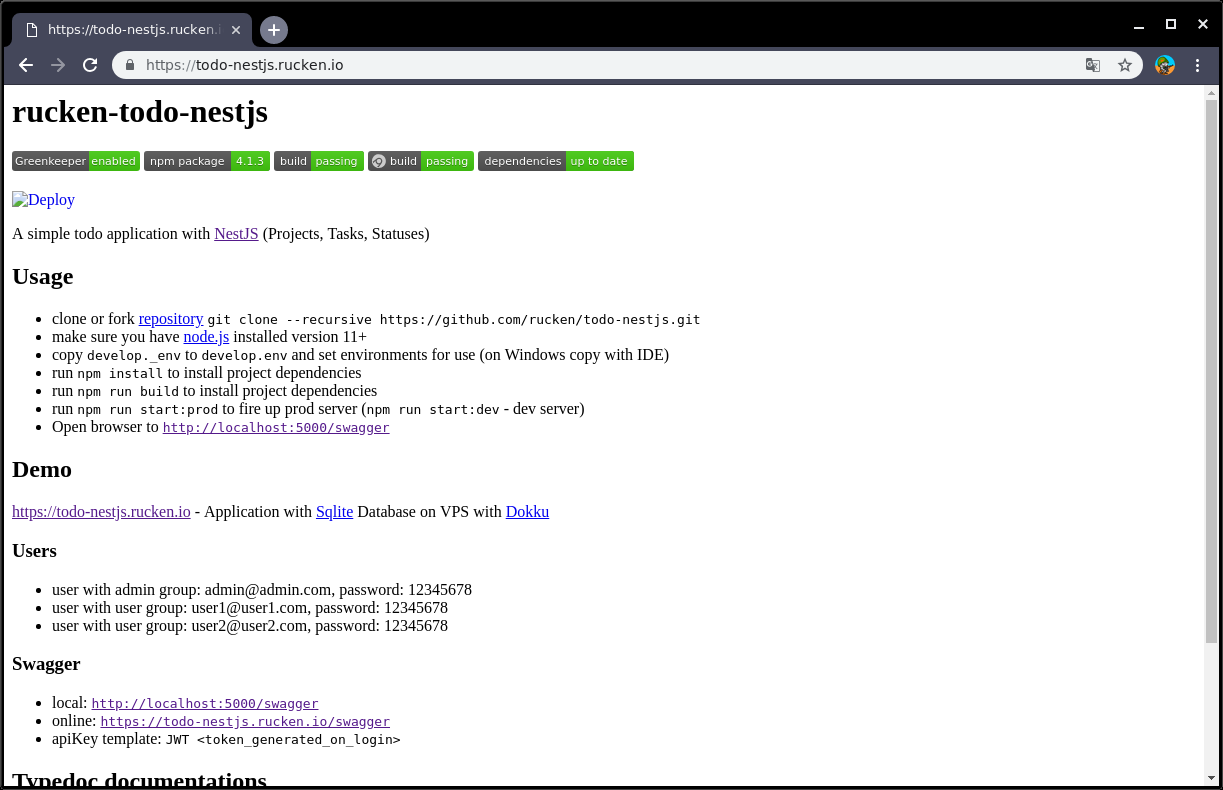 https://todo-nestjs.rucken.i
https://todo-nestjs.rucken.io
rucken-todo-nestjs
Greenkeeper enabled npm package 4.1.3 build passing build passing dependencies up to date
Deploy
A simple todo application with NestJS (Projects, Tasks, Statuses)
Usage
clone or fork repository git clone --recursive https://github.com/rucken/todo-nestjs.git
make sure you have node.js installed version 11+
copy develop._env to develop.env and set environments for use (on Windows copy with IDE)
run npm install to install project dependencies
run npm run build to install project dependencies
run npm run start:prod to fire up prod server (npm run start:dev - dev server)
Open browser to http://localhost:5000/swagger
Demo
https://todo-nestjs.rucken.io - Application with Sqlite Database on VPS with Dokku
Users
user with admin group: admin@admin.com, password: 12345678
user with user group: user1@user1.com, password: 12345678
user with user group: user2@user2.com, password: 12345678
Swagger
local: http://localhost:5000/swagger
online: https://todo-nestjs.rucken.io/swagger
apiKey template: JWT <token_generated_on_login>
Typedoc documentations